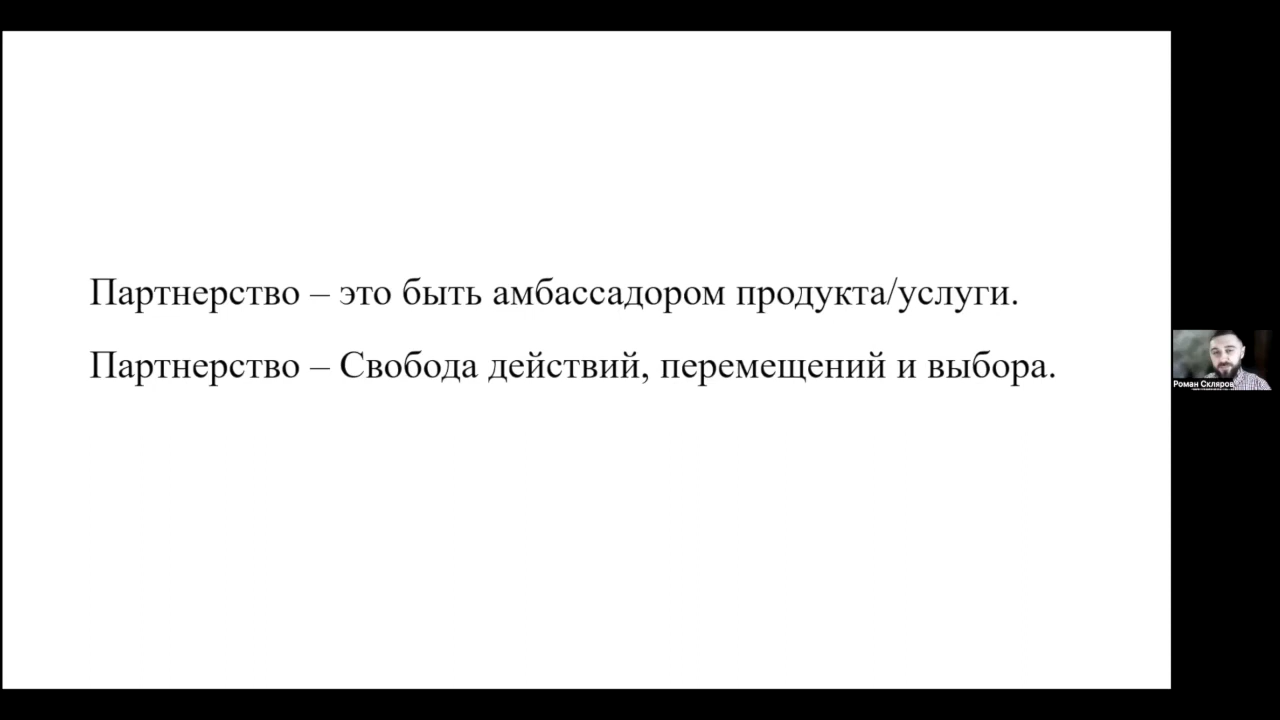 Партнерство – это быть амбассадором продукта/услуги.
Партнерство – Свобода действий, перемещений и выбора.
Роман Скляров